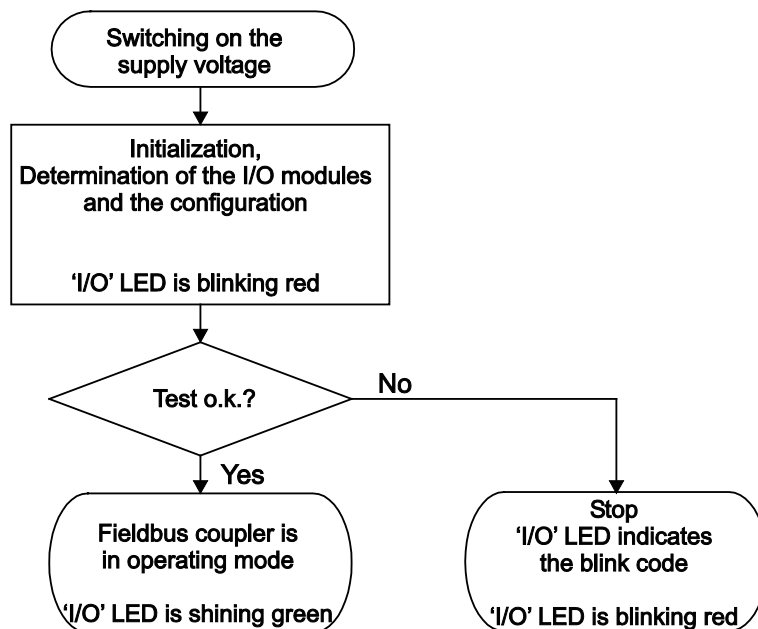 Switching on the
supply voltage
Initialization,
Determination of the I/O modules
and the configuration
‘I/O’ LED is blinking red
Test o.k.?
No
Yes
Fieldbus coupler is
in operating mode
‘I/O’ LED is shining green
Stop
‘I/O’ LED indicates
the blink code
‘I/O’ LED is blinking red